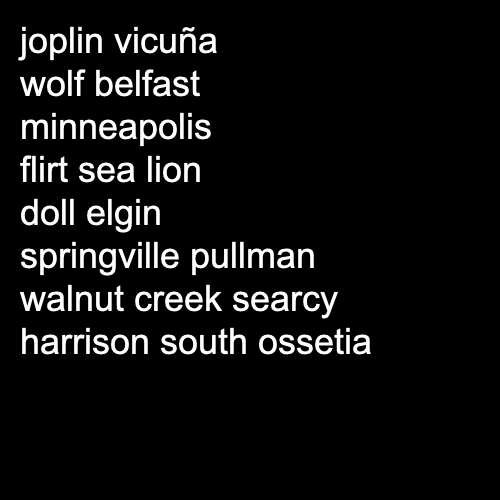 joplin vicuña
wolf belfast
minneapolis
flirt sea lion
doll elgin
springville pullman
walnut creek searcy
harrison south ossetia